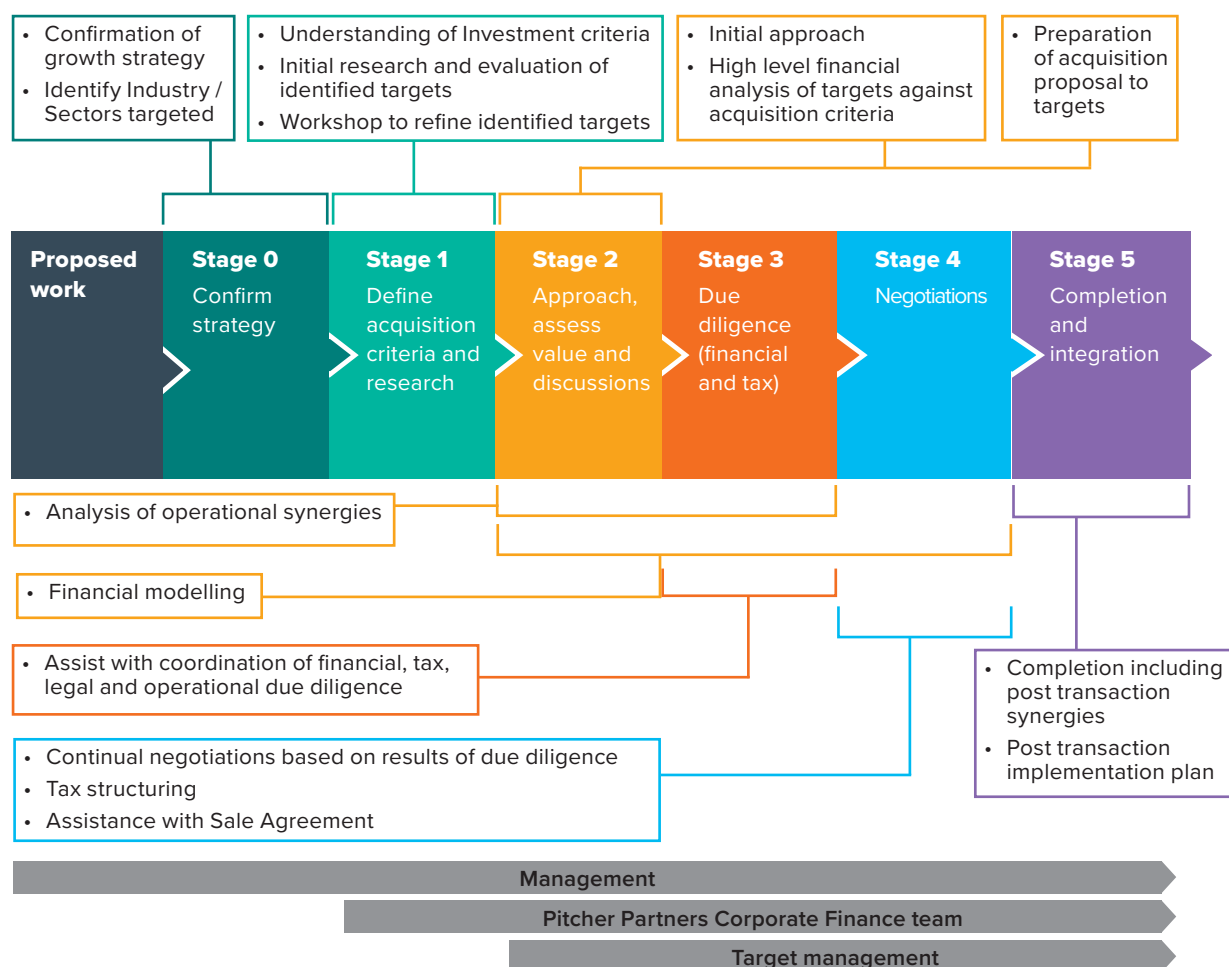 • Confirmation of
growth strategy
• Identify Industry /
Sectors targeted
• Understanding of Investment criteria
• Initial research and evaluation of
identified targets
• Workshop to refine identified targets
• Initial approach
• High level financial
analysis of targets against
acquisition criteria
• Preparation
of acquisition
proposal to
targets
Proposed
work
Stage 0
Confirm
strategy
Stage 1
Define
acquisition
criteria and
research
Stage 2
Approach,
assess
value and
discussions
Stage 3
Due
diligence
(financial
and tax)
Stage 4
Negotiations
Stage 5
Completion
and
integration
• Analysis of operational synergies
• Financial modelling
• Assist with coordination of financial, tax,
legal and operational due diligence
• Continual negotiations based on results of due diligence
• Tax structuring
• Assistance with Sale Agreement
• Completion including
post transaction
synergies
• Post transaction
implementation plan
Management
Pitcher Partners Corporate Finance team
Target management